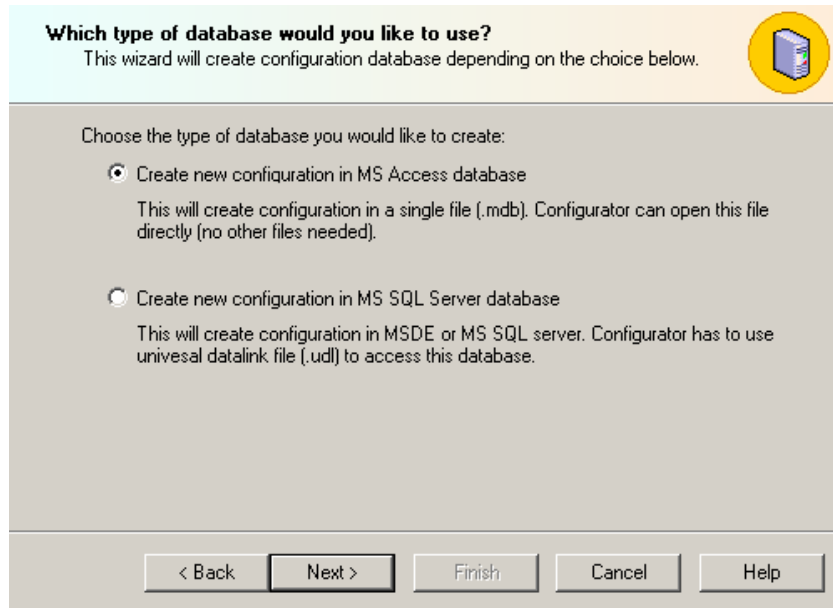 Which type of database would you like to use?
This wizard will create configuration database depending on the choice below.
Choose the type of database you would like to create:
Create new configuration in MS Access database
This will create configuration in a single file (.mdb). Configurator can open this file
directly (no other files needed).
Create new configuration in MS SQL Server database
This will create configuration in MSDE or MS SQL server. Configurator has to use
univesal datalink file (.udl) to access this database.
< Back
Next >
Finish
Cancel
Help